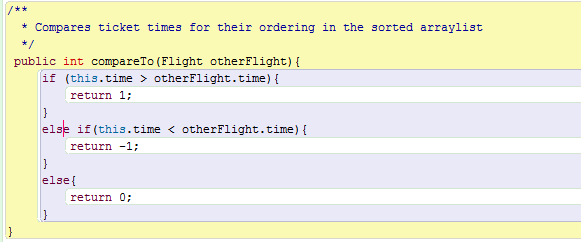 /**
 * Compares ticket times for their ordering in the sorted arraylist
 */
public int compareTo(Flight otherFlight){
    if (this.time > otherFlight.time){
        return 1;
    }
    else if(this.time < otherFlight.time){
        return -1;
    }
    else{
        return 0;
    }
}